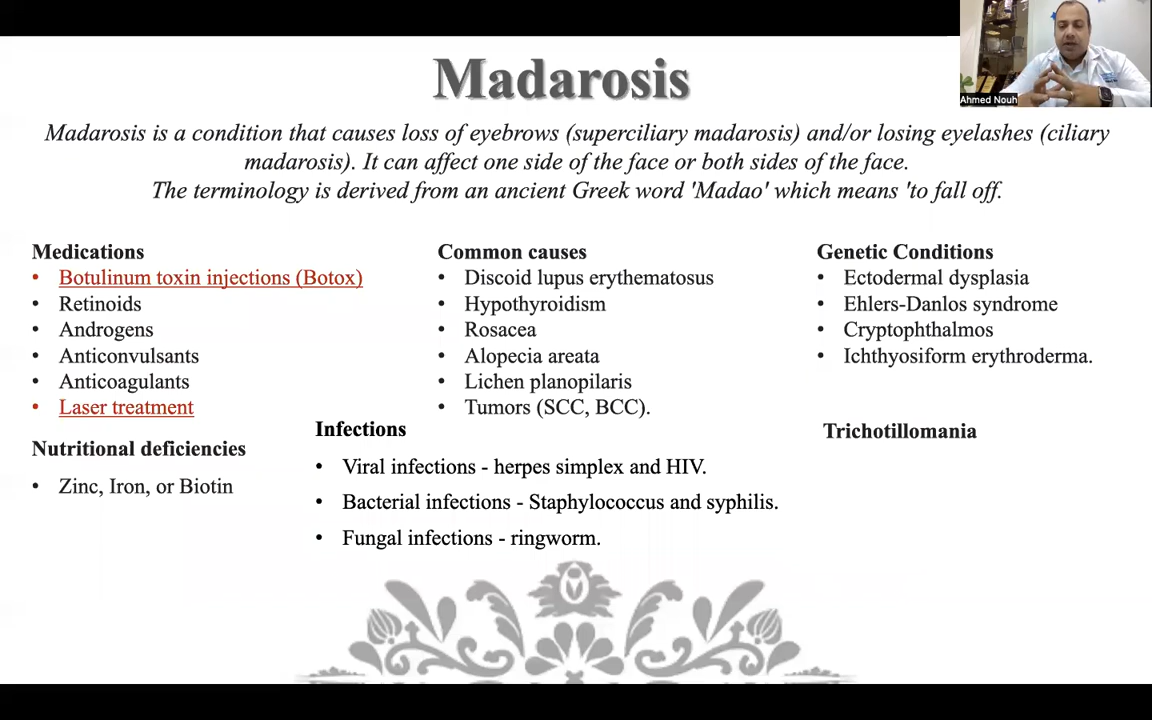 Madarosis
Ahmed Nouh
Madarosis is a condition that causes loss of eyebrows (superciliary madarosis) and/or losing eyelashes (ciliary
madarosis). It can affect one side of the face or both sides of the face.
The terminology is derived from an ancient Greek word 'Madao' which means 'to fall off.
Medications
• Botulinum toxin injections (Botox)
• Retinoids
• Androgens
• Anticonvulsants
• Anticoagulants
• Laser treatment
Nutritional deficiencies
• Zinc, Iron, or Biotin
Common causes
• Discoid lupus erythematosus
• Hypothyroidism
• Rosacea
• Alopecia areata
• Lichen planopilaris
• Tumors (SCC, BCC).
Infections
• Viral infections - herpes simplex and HIV.
• Bacterial infections - Staphylococcus and syphilis.
• Fungal infections - ringworm.
Genetic Conditions
• Ectodermal dysplasia
• Ehlers-Danlos syndrome
• Cryptophthalmos
• Ichthyosiform erythroderma.
Trichotillomania